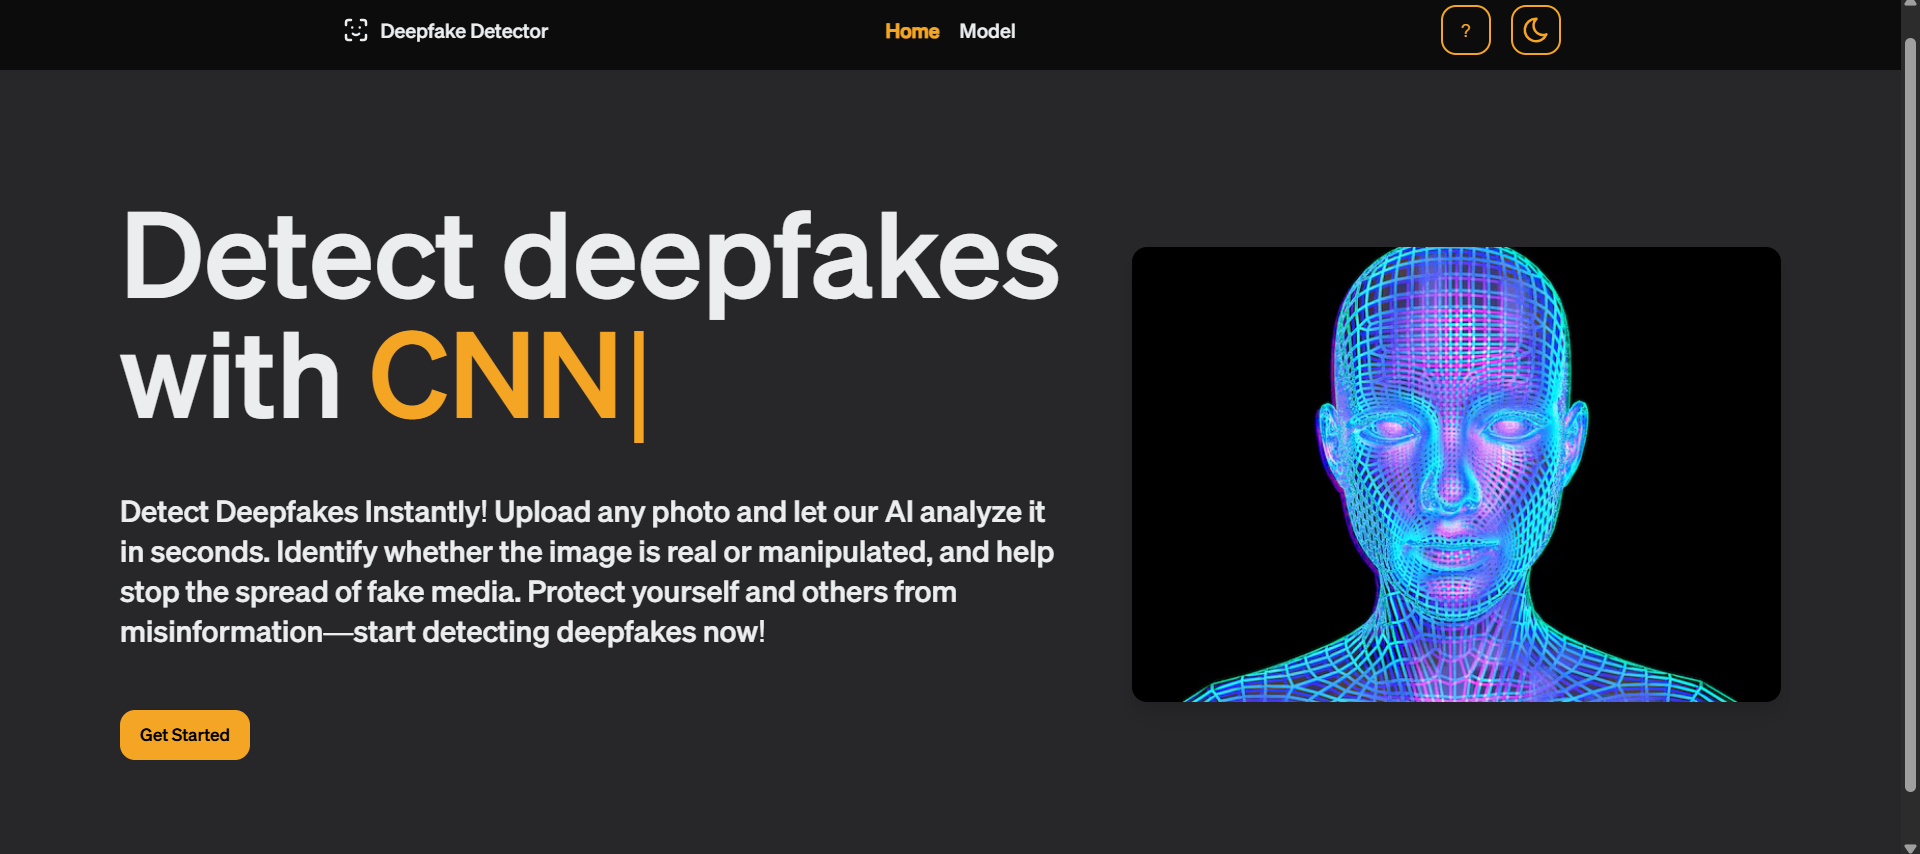 Deepfake Detector
Home
Model
?
Detect deepfakes
with CNN|
Detect Deepfakes Instantly! Upload any photo and let our AI analyze it
in seconds. Identify whether the image is real or manipulated, and help
stop the spread of fake media. Protect yourself and others from
misinformation—start detecting deepfakes now!
Get Started